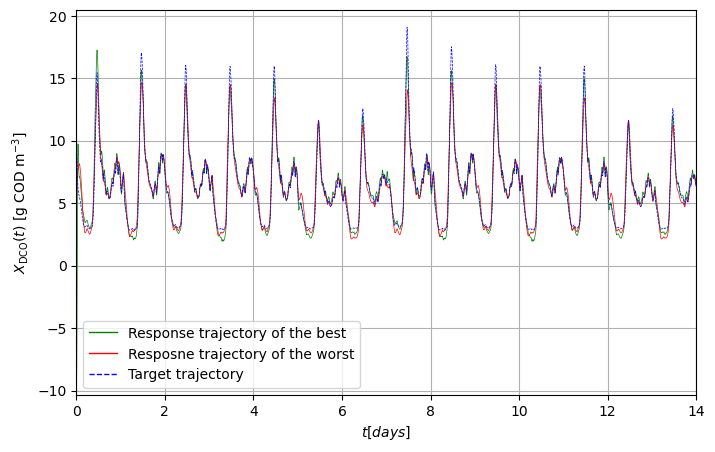 20
15
10
5
0
−5
−10
X_DCO(t) [g COD m⁻³]
Response trajectory of the best
Resposne trajectory of the worst
Target trajectory
0 2 4 6 8 10 12 14
t[days]